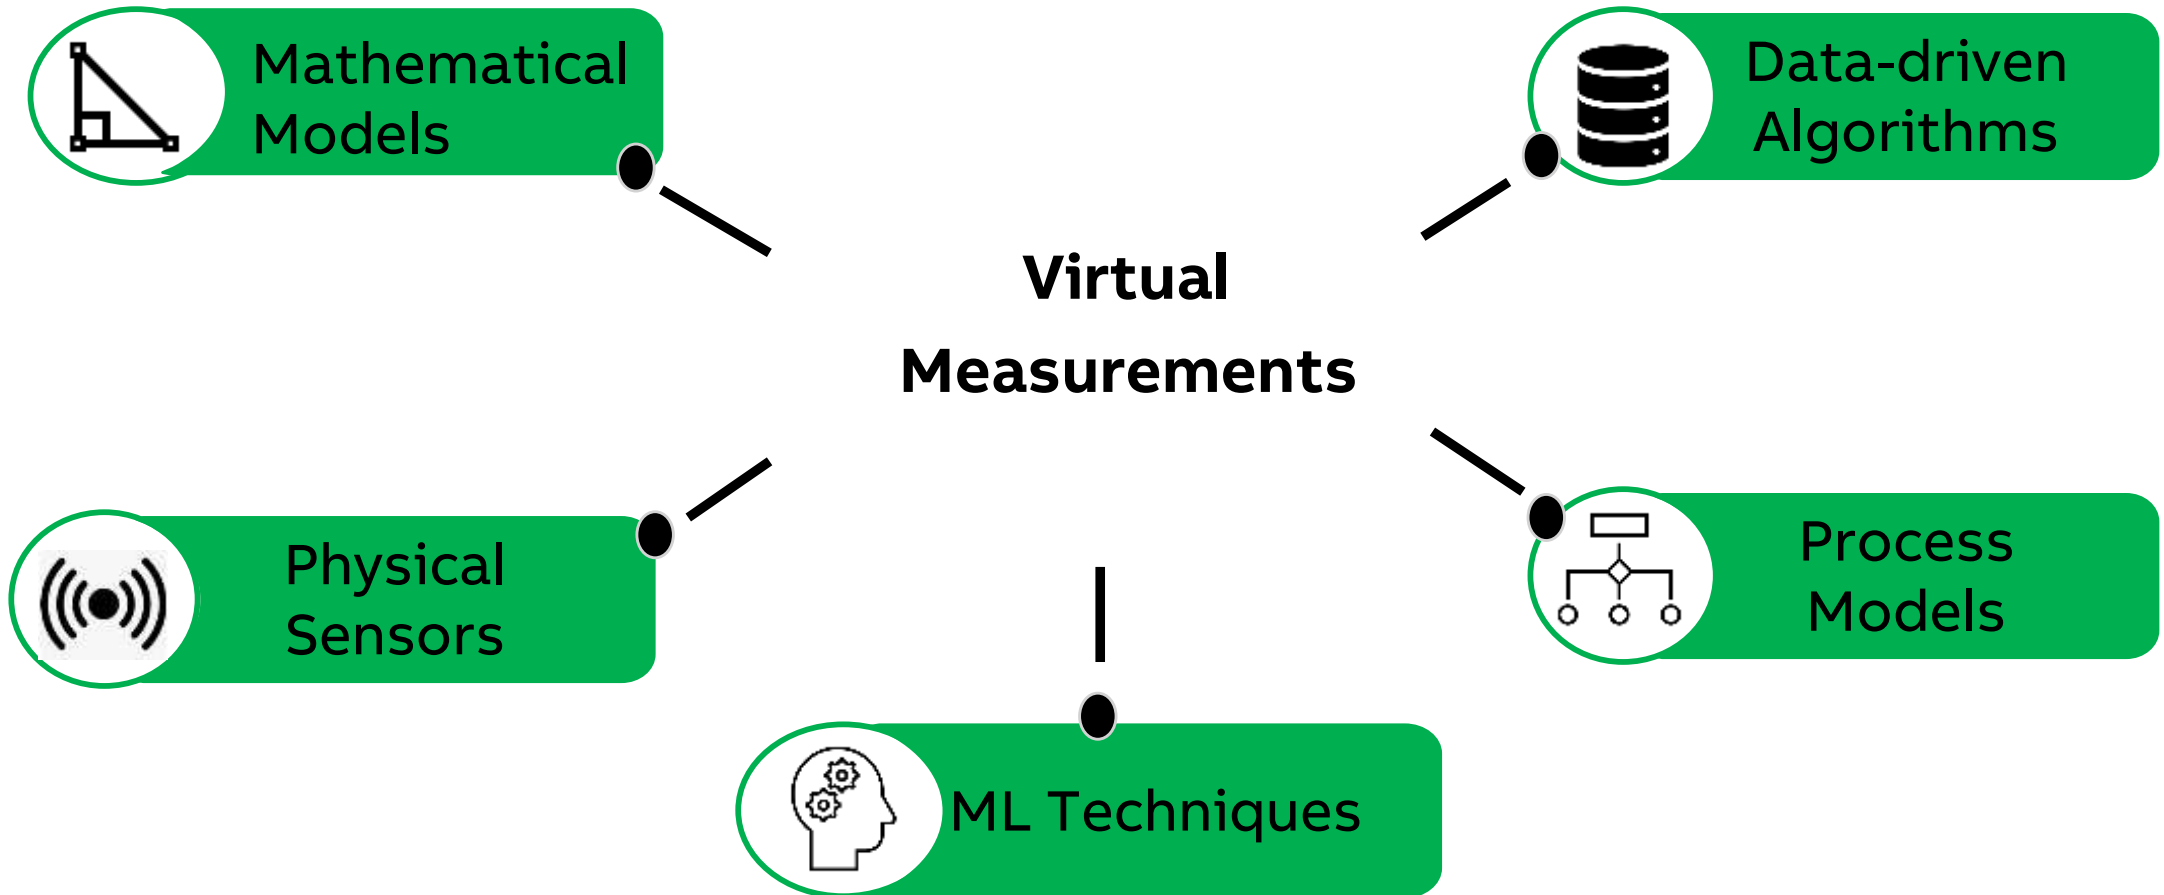 Mathematical
Models
Data-driven
Algorithms
Virtual
Measurements
Physical
Sensors
Process
Models
ML Techniques